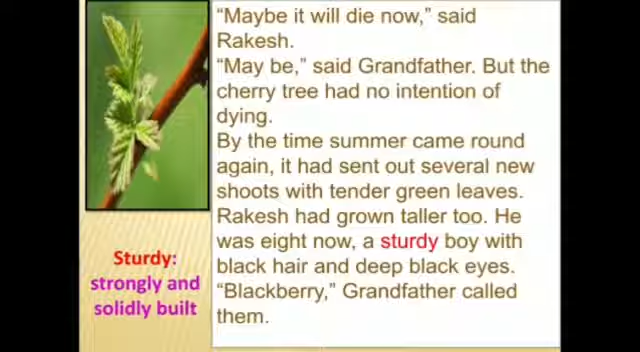 "Maybe it will die now," said
Rakesh.
"May be," said Grandfather. But the
cherry tree had no intention of
dying.
By the time summer came round
again, it had sent out several new
shoots with tender green leaves.
Rakesh had grown taller too. He
was eight now, a sturdy boy with
black hair and deep black eyes.
"Blackberry," Grandfather called
them.
Sturdy:
strongly and
solidly built